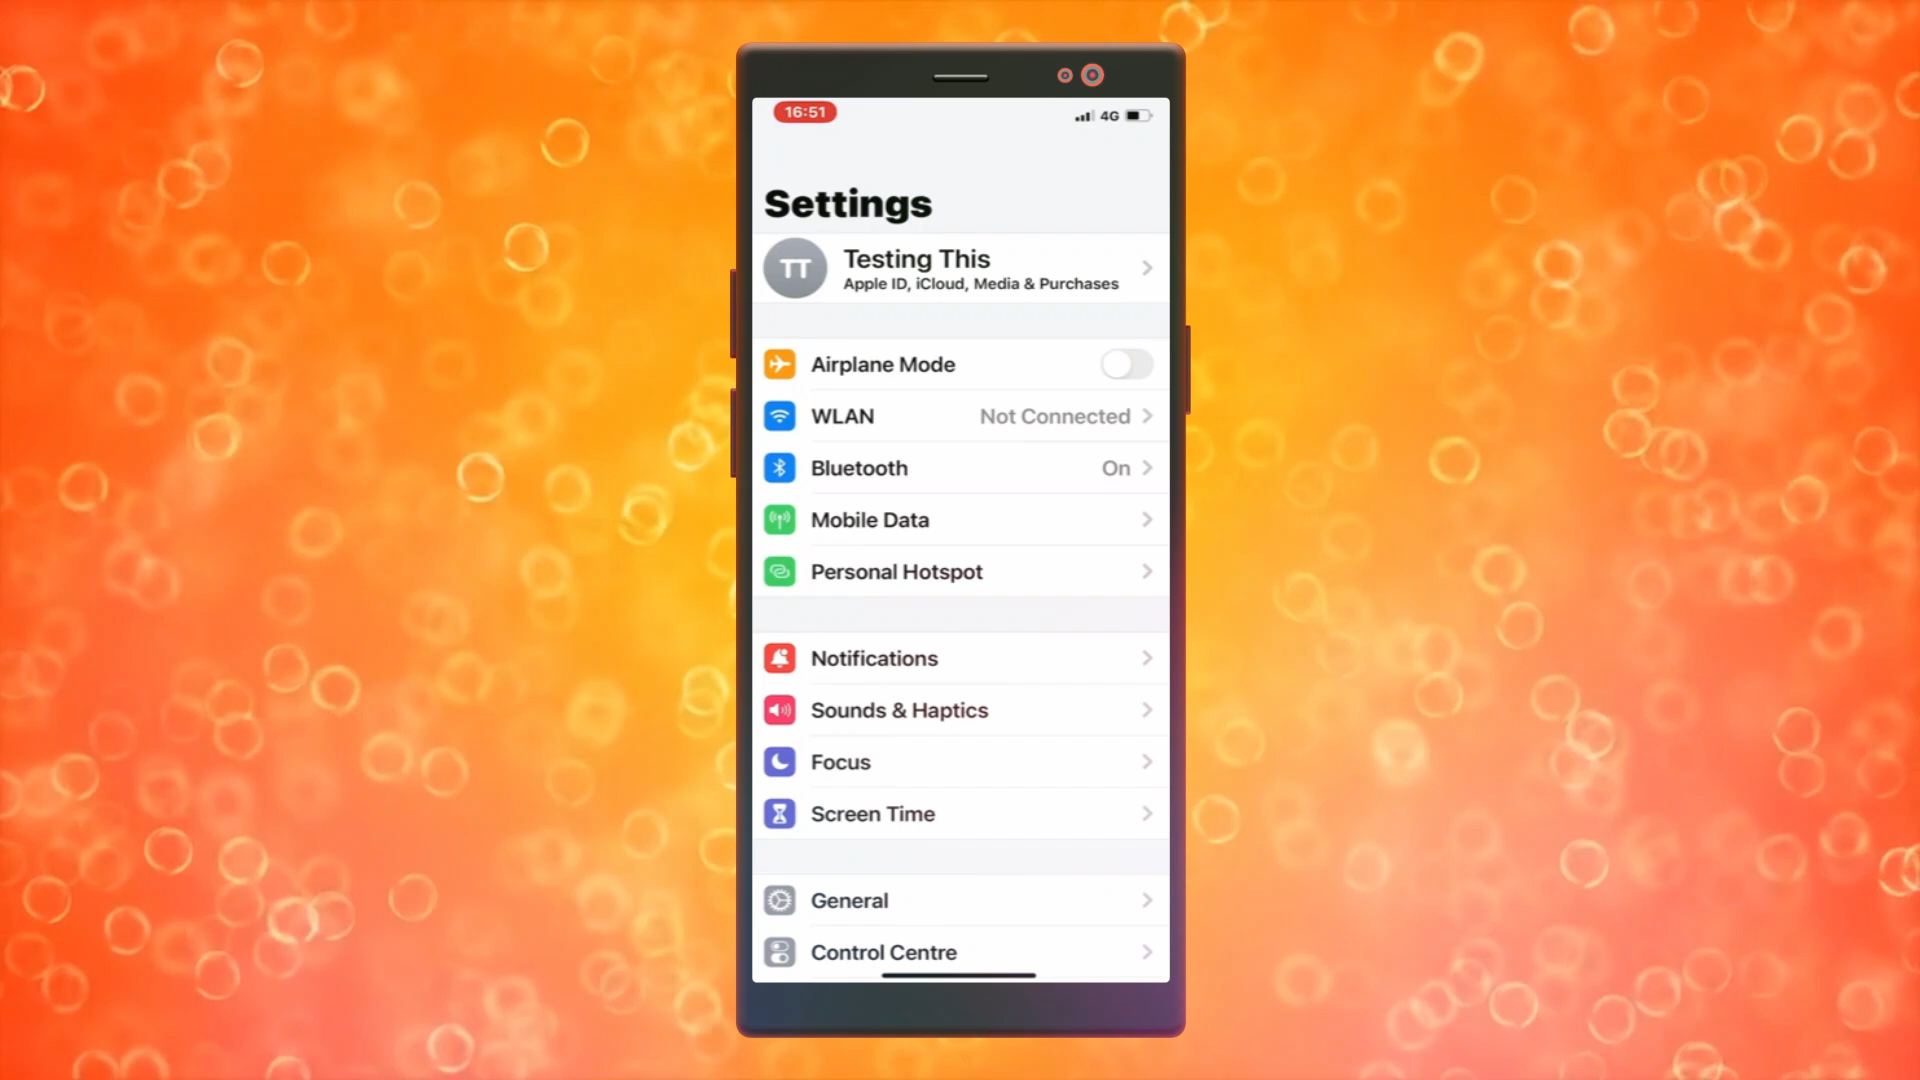 16:51
4G
Settings
TT
Testing This
Apple ID, iCloud, Media & Purchases
Airplane Mode
WLAN Not Connected
Bluetooth On
Mobile Data
Personal Hotspot
Notifications
Sounds & Haptics
Focus
Screen Time
General
Control Centre